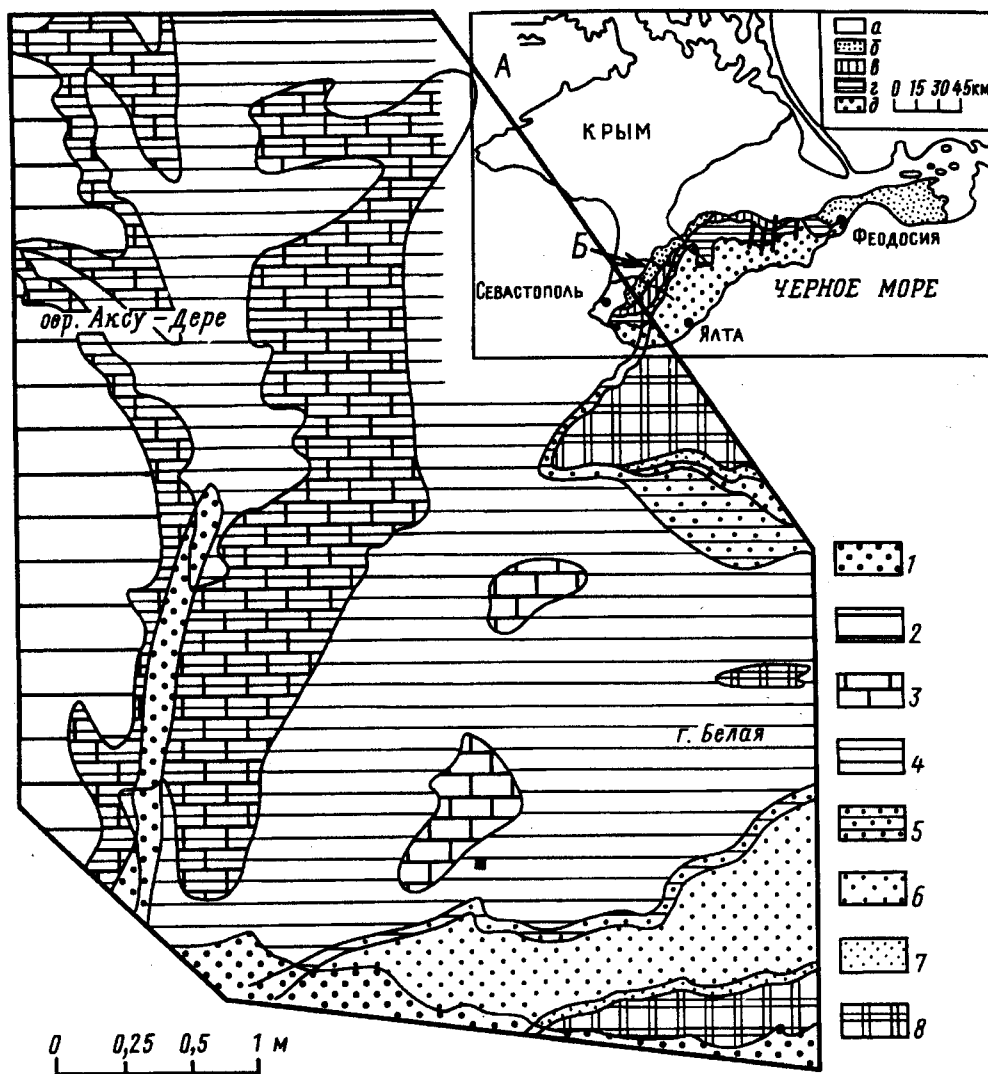 А
КРЫМ
Б
СЕВАСТОПОЛЬ
ЯЛТА
ФЕОДОСИЯ
ЧЕРНОЕ МОРЕ
а
б
в
г
д
0 15 30 45км
овр. Аксу-Дере
г. Белая
1
2
3
4
5
6
7
8
0 0,25 0,5 1 м